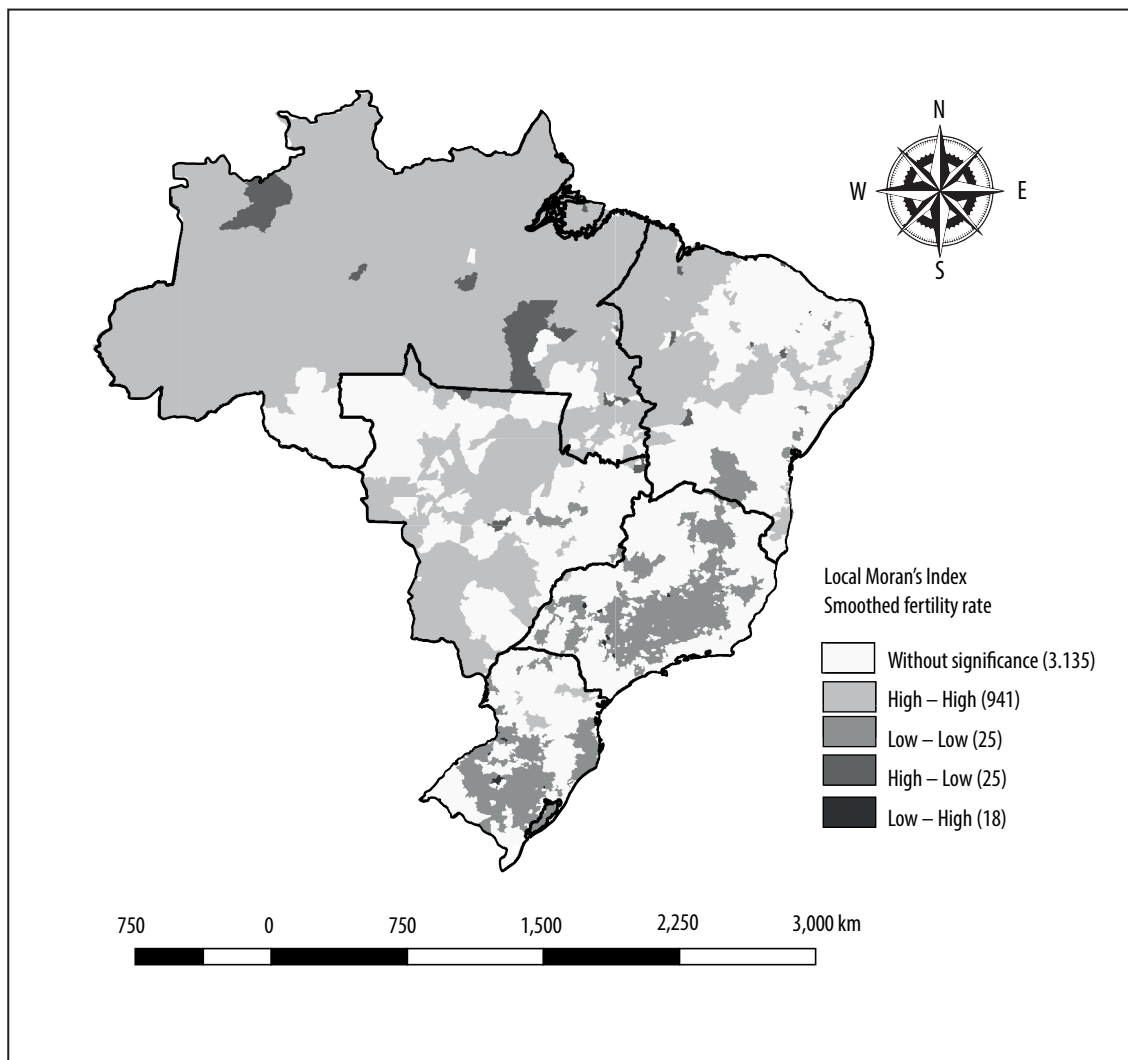 N
W
E
S
Local Moran's Index
Smoothed fertility rate
Without significance (3.135)
High – High (941)
Low – Low (25)
High – Low (25)
Low – High (18)
750 0 750 1,500 2,250 3,000 km